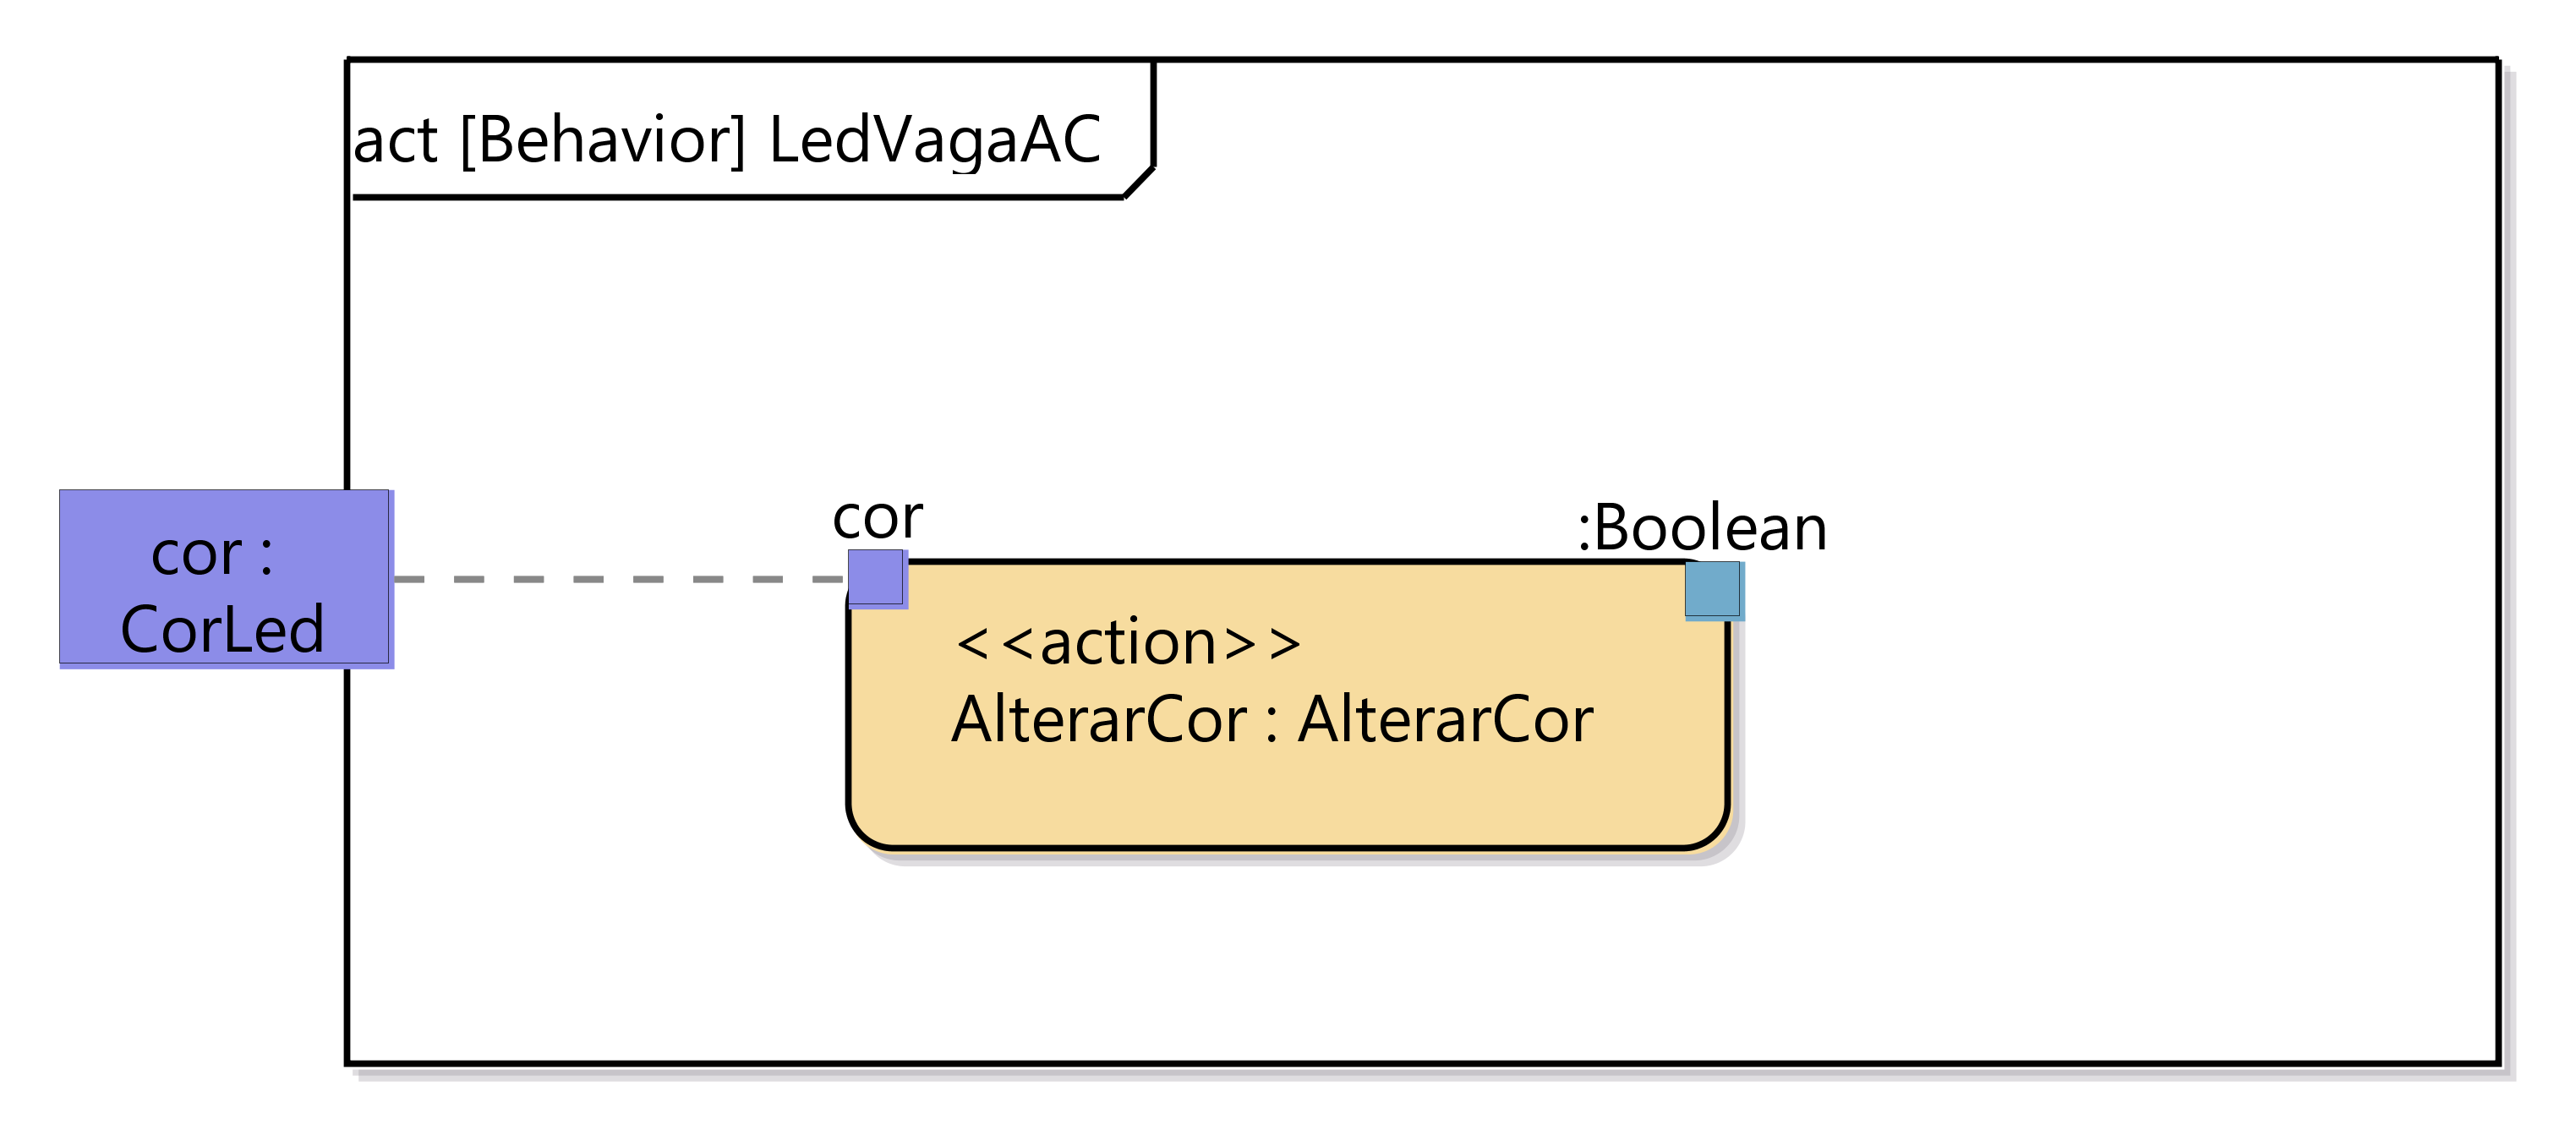 act [Behavior] LedVagaAC
cor :
CorLed
cor
:Boolean
<<action>>
AlterarCor : AlterarCor